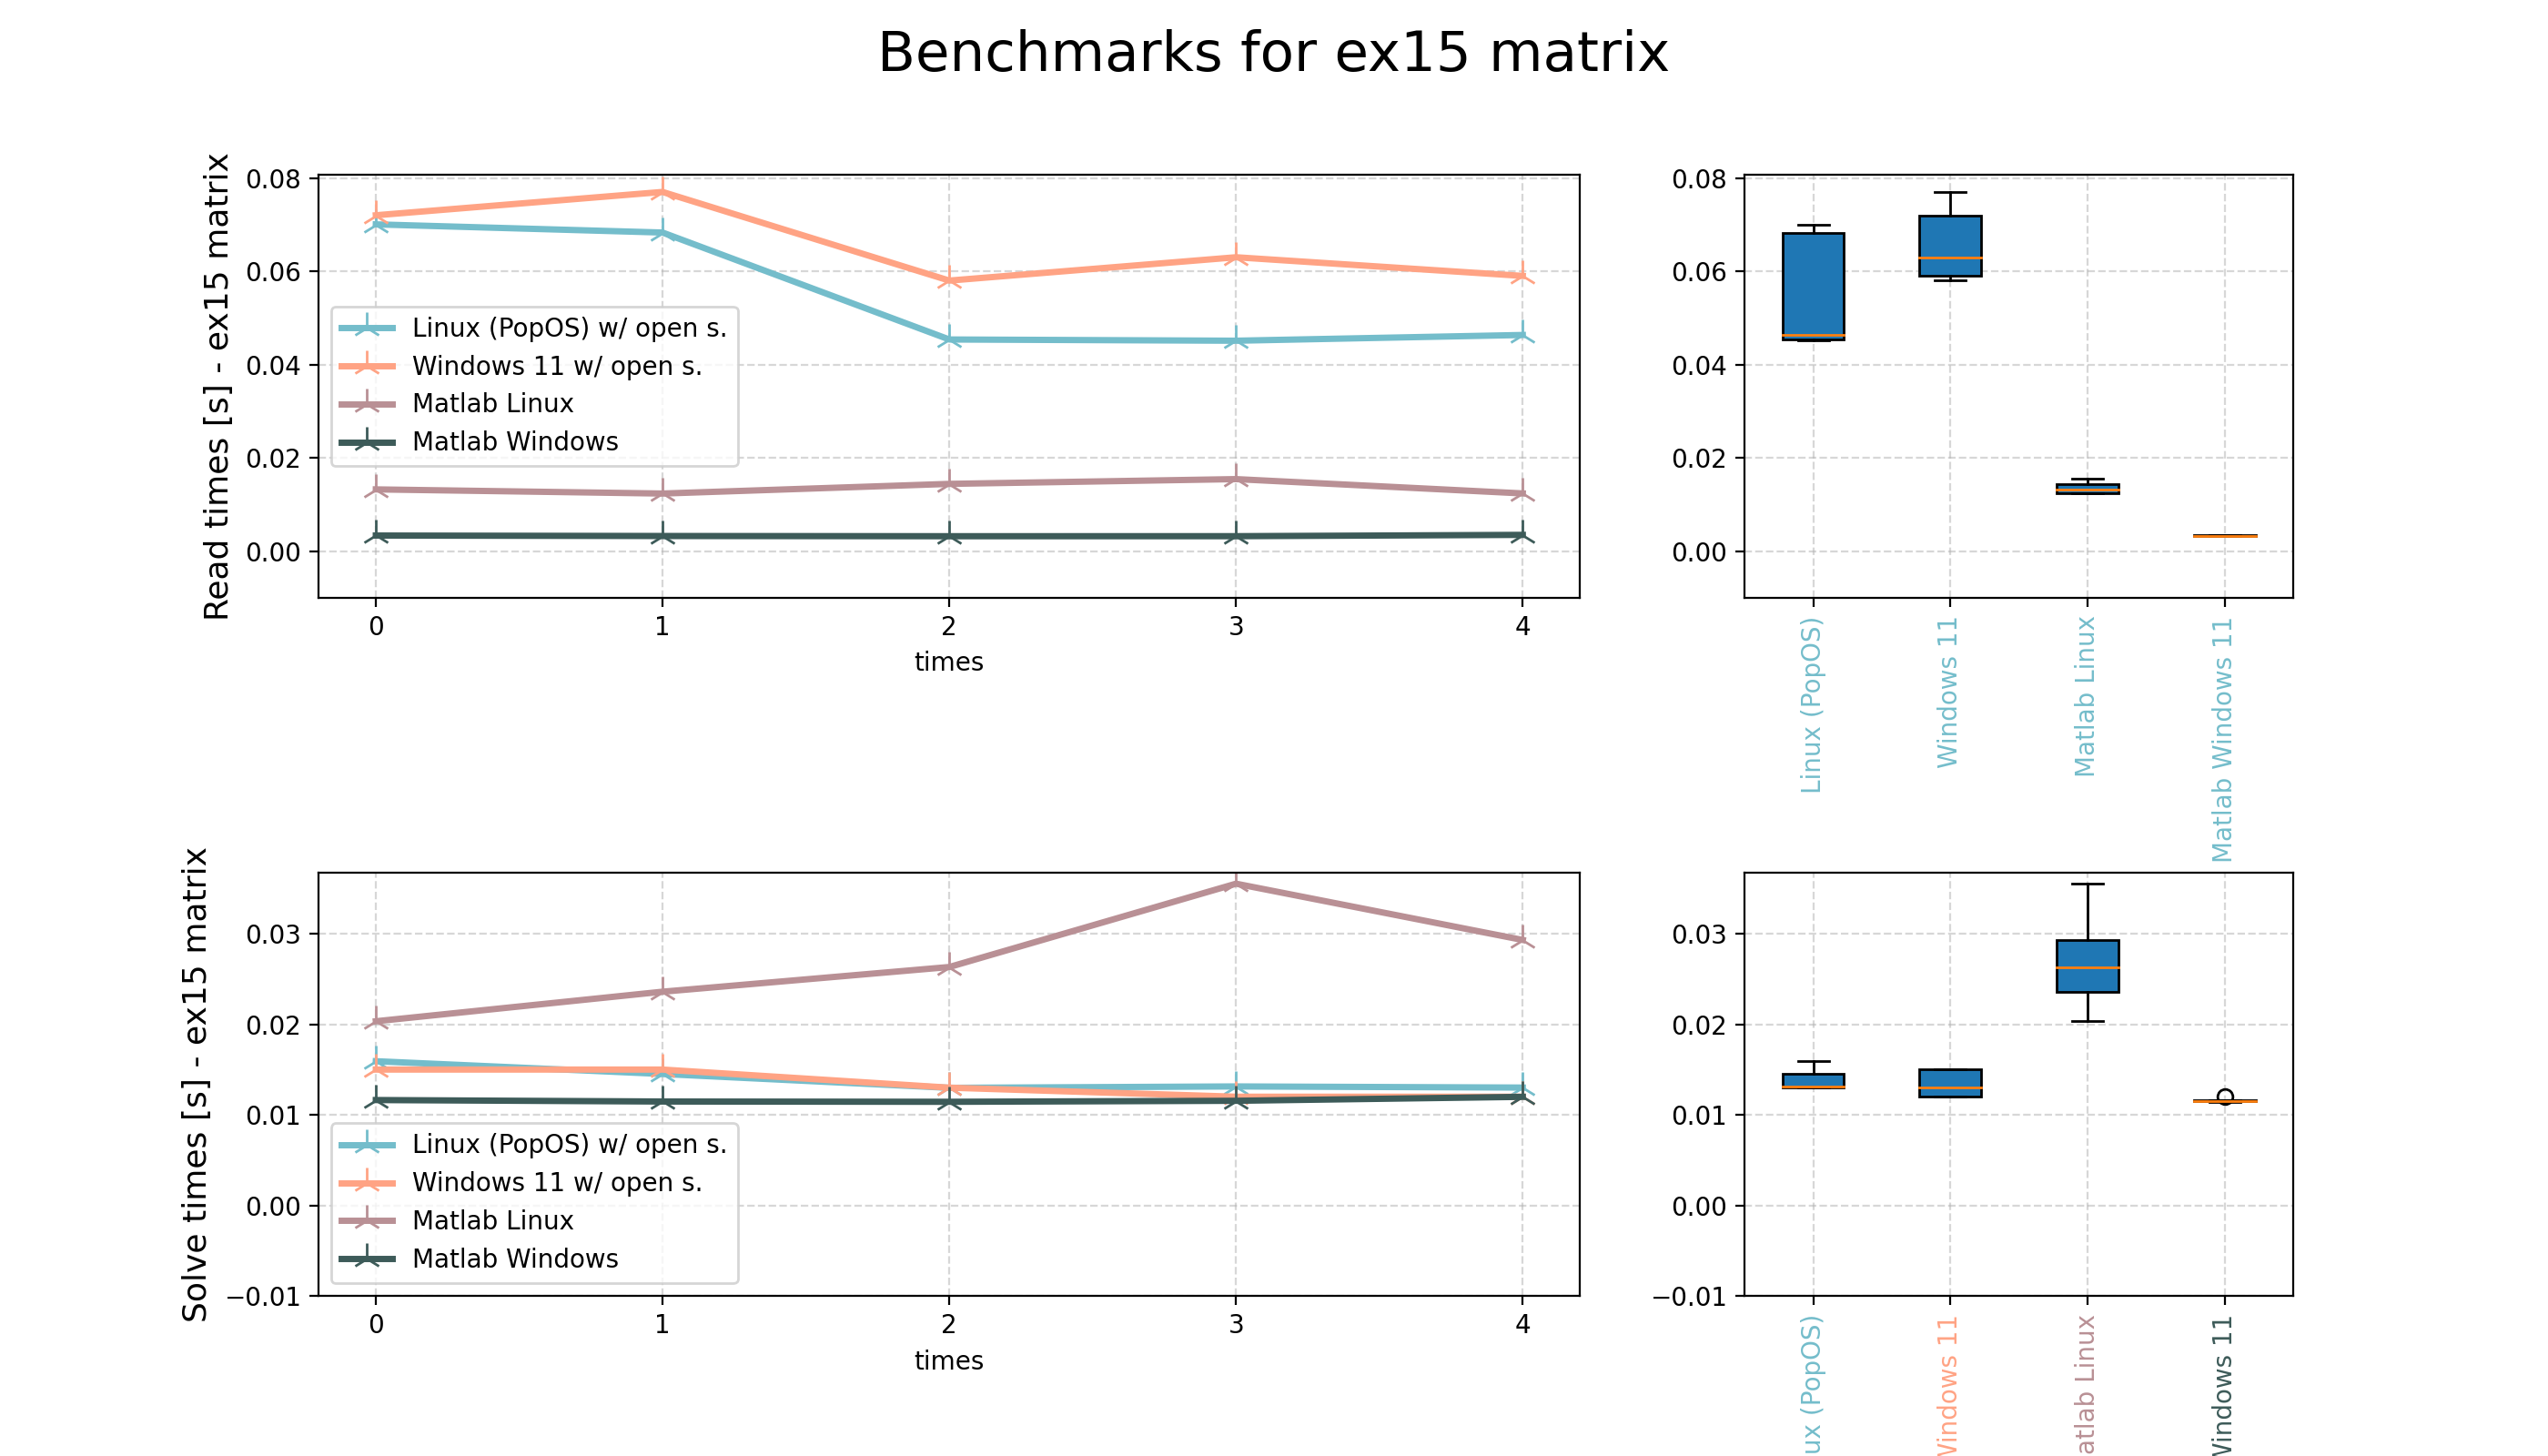 Benchmarks for ex15 matrix
Read times [s] - ex15 matrix
0.08
0.06
0.04
0.02
0.00
Linux (PopOS) w/ open s.
Windows 11 w/ open s.
Matlab Linux
Matlab Windows
0 1 2 3 4
times
0.08
0.06
0.04
0.02
0.00
Linux (PopOS)
Windows 11
Matlab Linux
Matlab Windows 11
Solve times [s] - ex15 matrix
0.03
0.02
0.01
0.00
−0.01
Linux (PopOS) w/ open s.
Windows 11 w/ open s.
Matlab Linux
Matlab Windows
0 1 2 3 4
times
0.03
0.02
0.01
0.00
−0.01
ux (PopOS)
Windows 11
atlab Linux
Windows 11